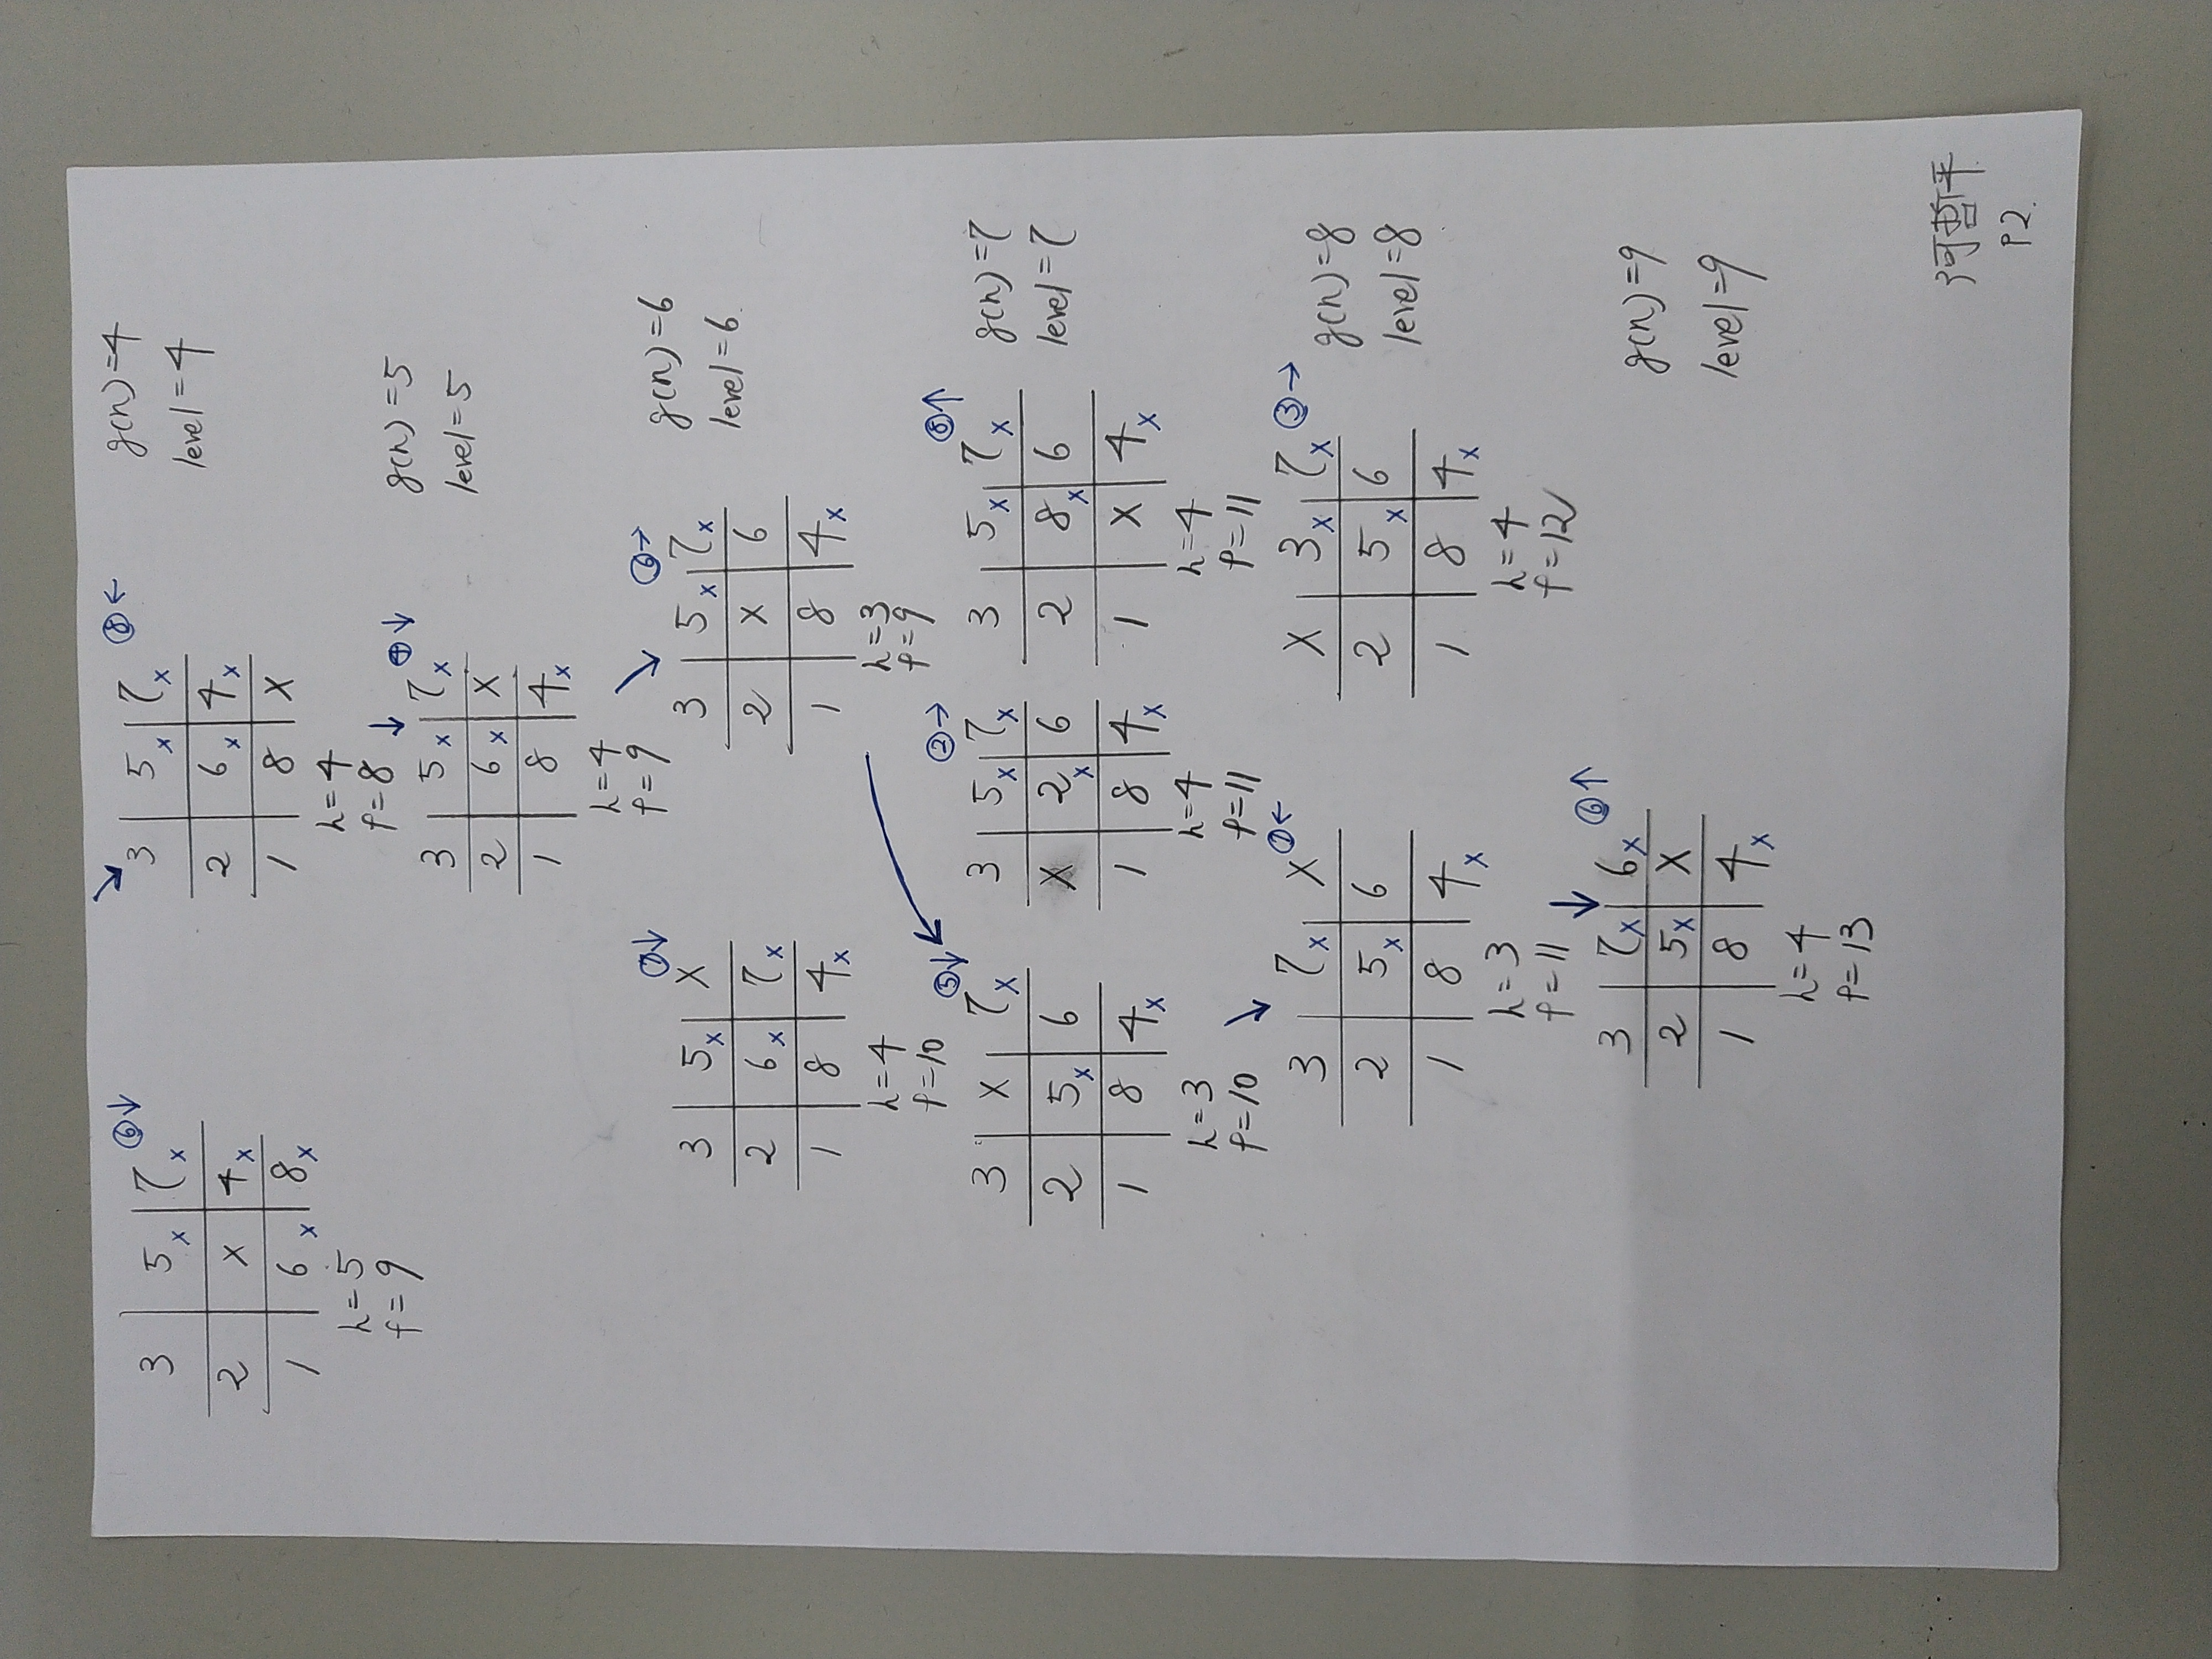 3 5x 7x ⑥↓
2 X 4x
1 6x 8x
h=5
f=9
↘
3 5x 7x ⑧←
2 6x 4x
1 8 X
h=4
f=8
g(n)=4
level=4
↓
3 5x 7x ④↓
2 6x X
1 8 4x
h=4
f=9
g(n)=5
level=5
3 5x X ⑦↓
2 6x 7x
1 8 4x
h=4
f=10
↘
3 5x 7x ⑥→
2 X 6
1 8 4x
h=3
f=9
g(n)=6
level=6.
3 X 7x ⑤↓
2 5x 6
1 8 4x
h=3
f=10
3 5x 7x ②→
X 2x 6
1 8 4x
h=4
f=11
3 5x 7x ⑧↑
2 8x 6
1 X 4x
h=4
f=11
g(n)=7
level=7
↘
3 7x X ⑦←
2 5x 6
1 8 4x
h=3
f=11
X 3x 7x ③→
2 5x 6
1 8 4x
h=4
f=12
g(n)=8
level=8
↓
3 7x 6x ⑥↑
2 5x X
1 8 4x
h=4
f=13
g(n)=9
level=9
河哲平
P2.